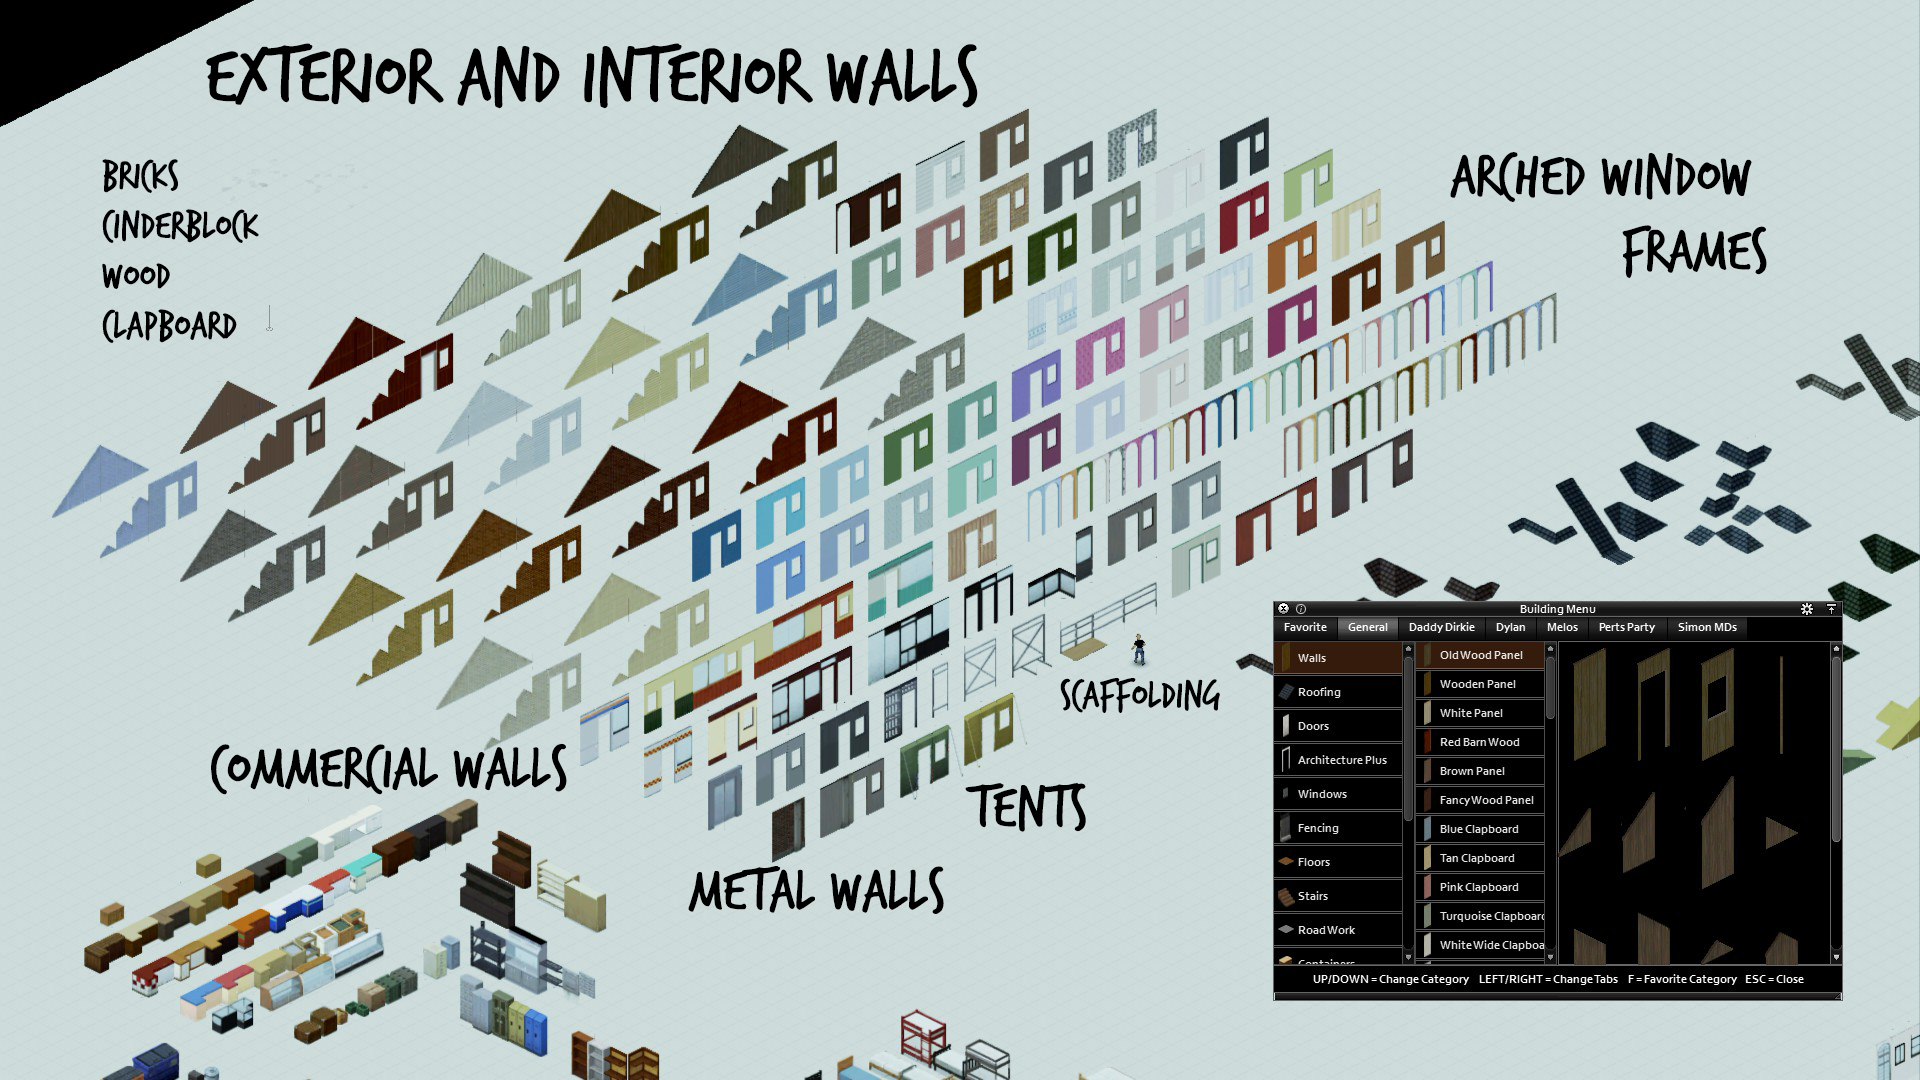 EXTERIOR AND INTERIOR WALLS
BRICKS
CINDERBLOCK
WOOD
CLAPBOARD
ARCHED WINDOW
FRAMES
SCAFFOLDING
COMMERCIAL WALLS
TENTS
METAL WALLS
Building Menu
Favorite General Daddy Dirkie Dylan Melos Perts Party Simon MDs
Walls
Roofing
Doors
Architecture Plus
Windows
Fencing
Floors
Stairs
Road Work
Containers
Old Wood Panel
Wooden Panel
White Panel
Red Barn Wood
Brown Panel
Fancy Wood Panel
Blue Clapboard
Tan Clapboard
Pink Clapboard
Turquoise Clapboard
White Wide Clapboa
UP/DOWN = Change Category LEFT/RIGHT = Change Tabs F = Favorite Category ESC = Close